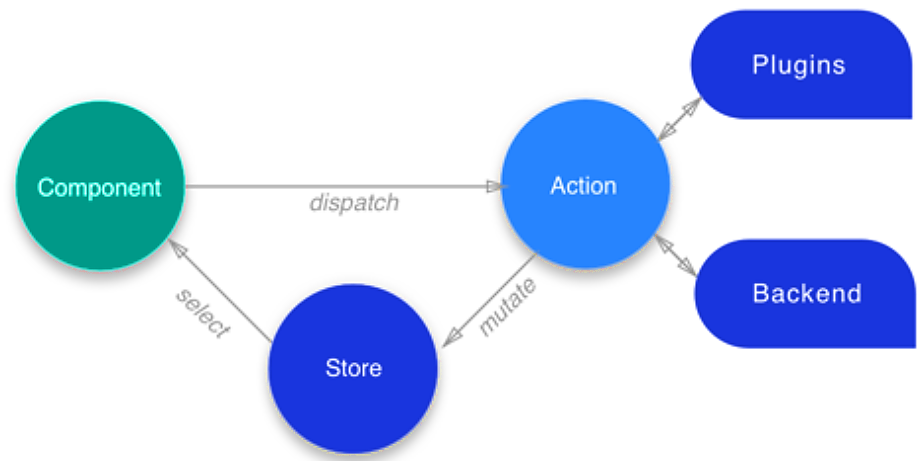 Plugins
Component
Action
dispatch
select
mutate
Backend
Store